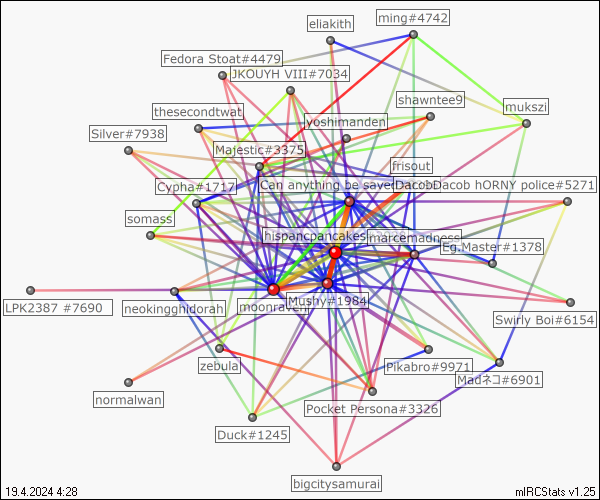 ming#4742
eliakith
Fedora Stoat#4479
JKOUYH VIII#7034
shawntee9
mukszi
thesecondtwat
yoshimanden
Silver#7938
Majestic#3375
frisout
Cypha#1717
Can anything be saved
DacobDacob hORNY police#5271
somass
hispancpancakes
marcemadness
Eg.Master#1378
LPK2387 #7690
neokingghidorah
moonraven
Mushy#1984
Swirly Boi#6154
zebula
Pikabro#9971
Madネコ#6901
normalwan
Pocket Persona#3326
Duck#1245
bigcitysamurai
19.4.2024 4:28
mIRCStats v1.25